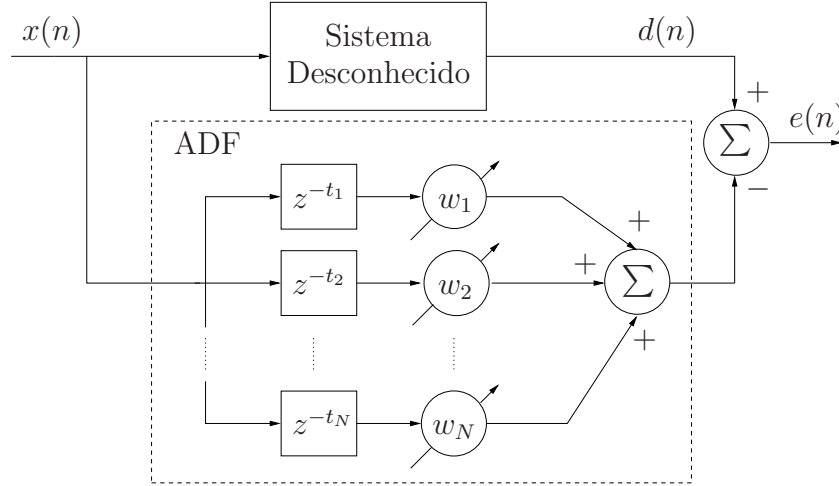 x(n)
Sistema
Desconhecido
d(n)
+
e(n)
∑
−
ADF
z^{-t_1}
w_1
+
z^{-t_2}
w_2
+
∑
+
z^{-t_N}
w_N